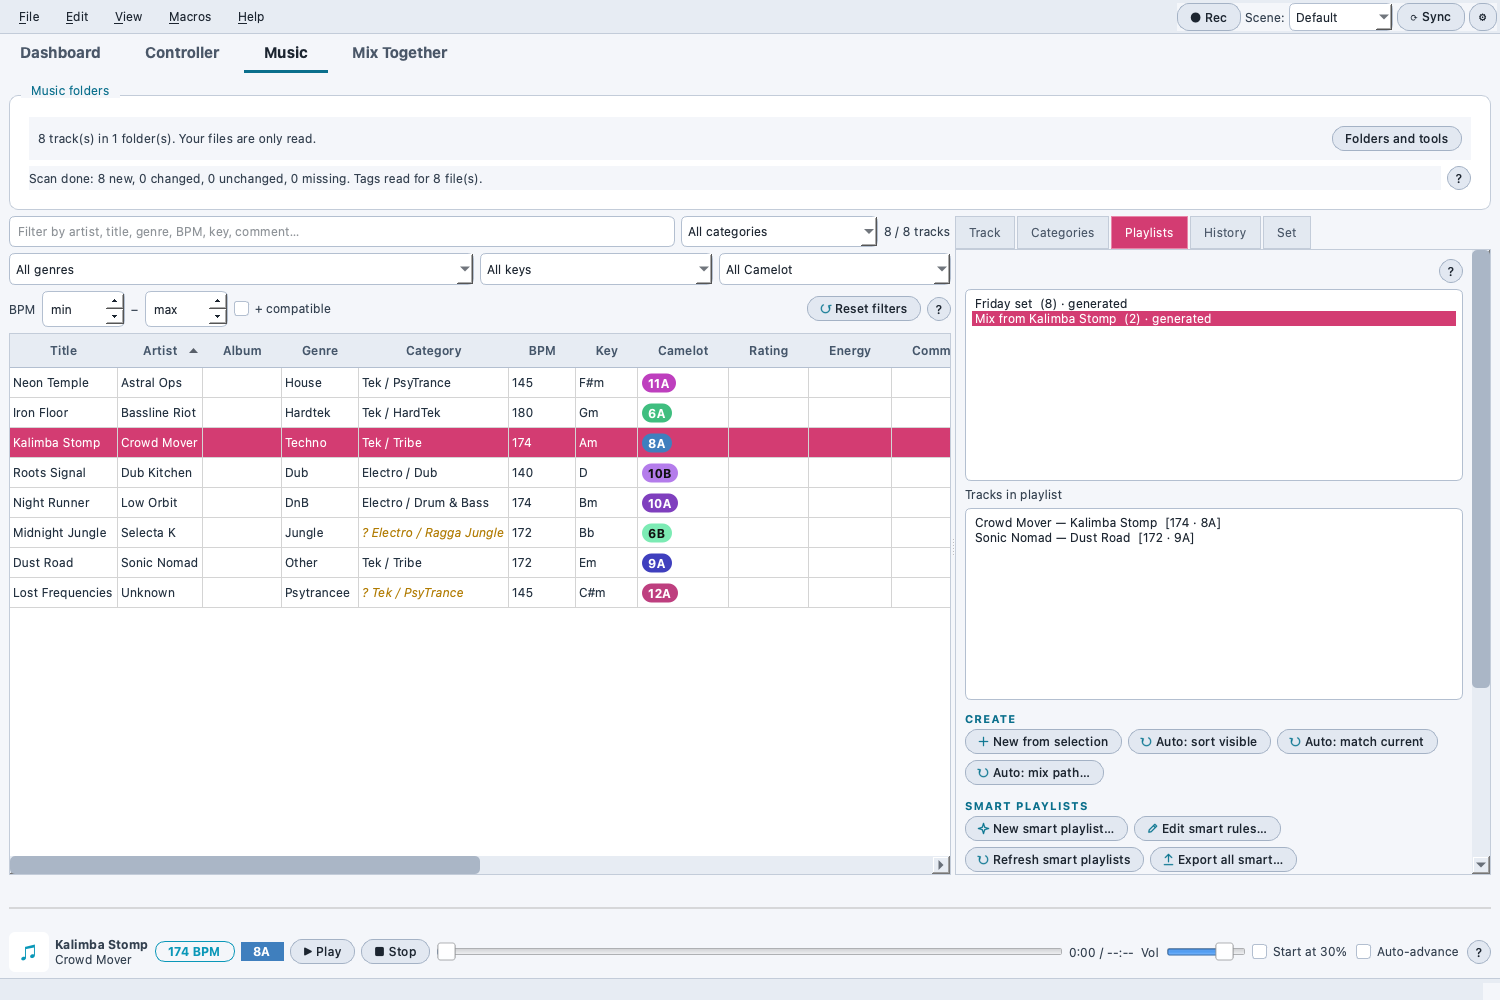 File Edit View Macros Help
Rec Scene: Default Sync
Dashboard Controller Music Mix Together
Music folders
8 track(s) in 1 folder(s). Your files are only read.
Folders and tools
Scan done: 8 new, 0 changed, 0 unchanged, 0 missing. Tags read for 8 file(s).
?
Filter by artist, title, genre, BPM, key, comment...
All categories
8 / 8 tracks
All genres
All keys
All Camelot
BPM min – max + compatible
Reset filters
?
Title Artist Album Genre Category BPM Key Camelot Rating Energy Comm
Neon Temple Astral Ops House Tek / PsyTrance 145 F#m 11A
Iron Floor Bassline Riot Hardtek Tek / HardTek 180 Gm 6A
Kalimba Stomp Crowd Mover Techno Tek / Tribe 174 Am 8A
Roots Signal Dub Kitchen Dub Electro / Dub 140 D 10B
Night Runner Low Orbit DnB Electro / Drum & Bass 174 Bm 10A
Midnight Jungle Selecta K Jungle ? Electro / Ragga Jungle 172 Bb 6B
Dust Road Sonic Nomad Other Tek / Tribe 172 Em 9A
Lost Frequencies Unknown Psytrancee ? Tek / PsyTrance 145 C#m 12A
Track Categories Playlists History Set
?
Friday set (8) · generated
Mix from Kalimba Stomp (2) · generated
Tracks in playlist
Crowd Mover — Kalimba Stomp [174 · 8A]
Sonic Nomad — Dust Road [172 · 9A]
CREATE
New from selection
Auto: sort visible
Auto: match current
Auto: mix path...
SMART PLAYLISTS
New smart playlist...
Edit smart rules...
Refresh smart playlists
Export all smart...
Kalimba Stomp
Crowd Mover
174 BPM 8A Play Stop 0:00 / --:-- Vol Start at 30% Auto-advance ?